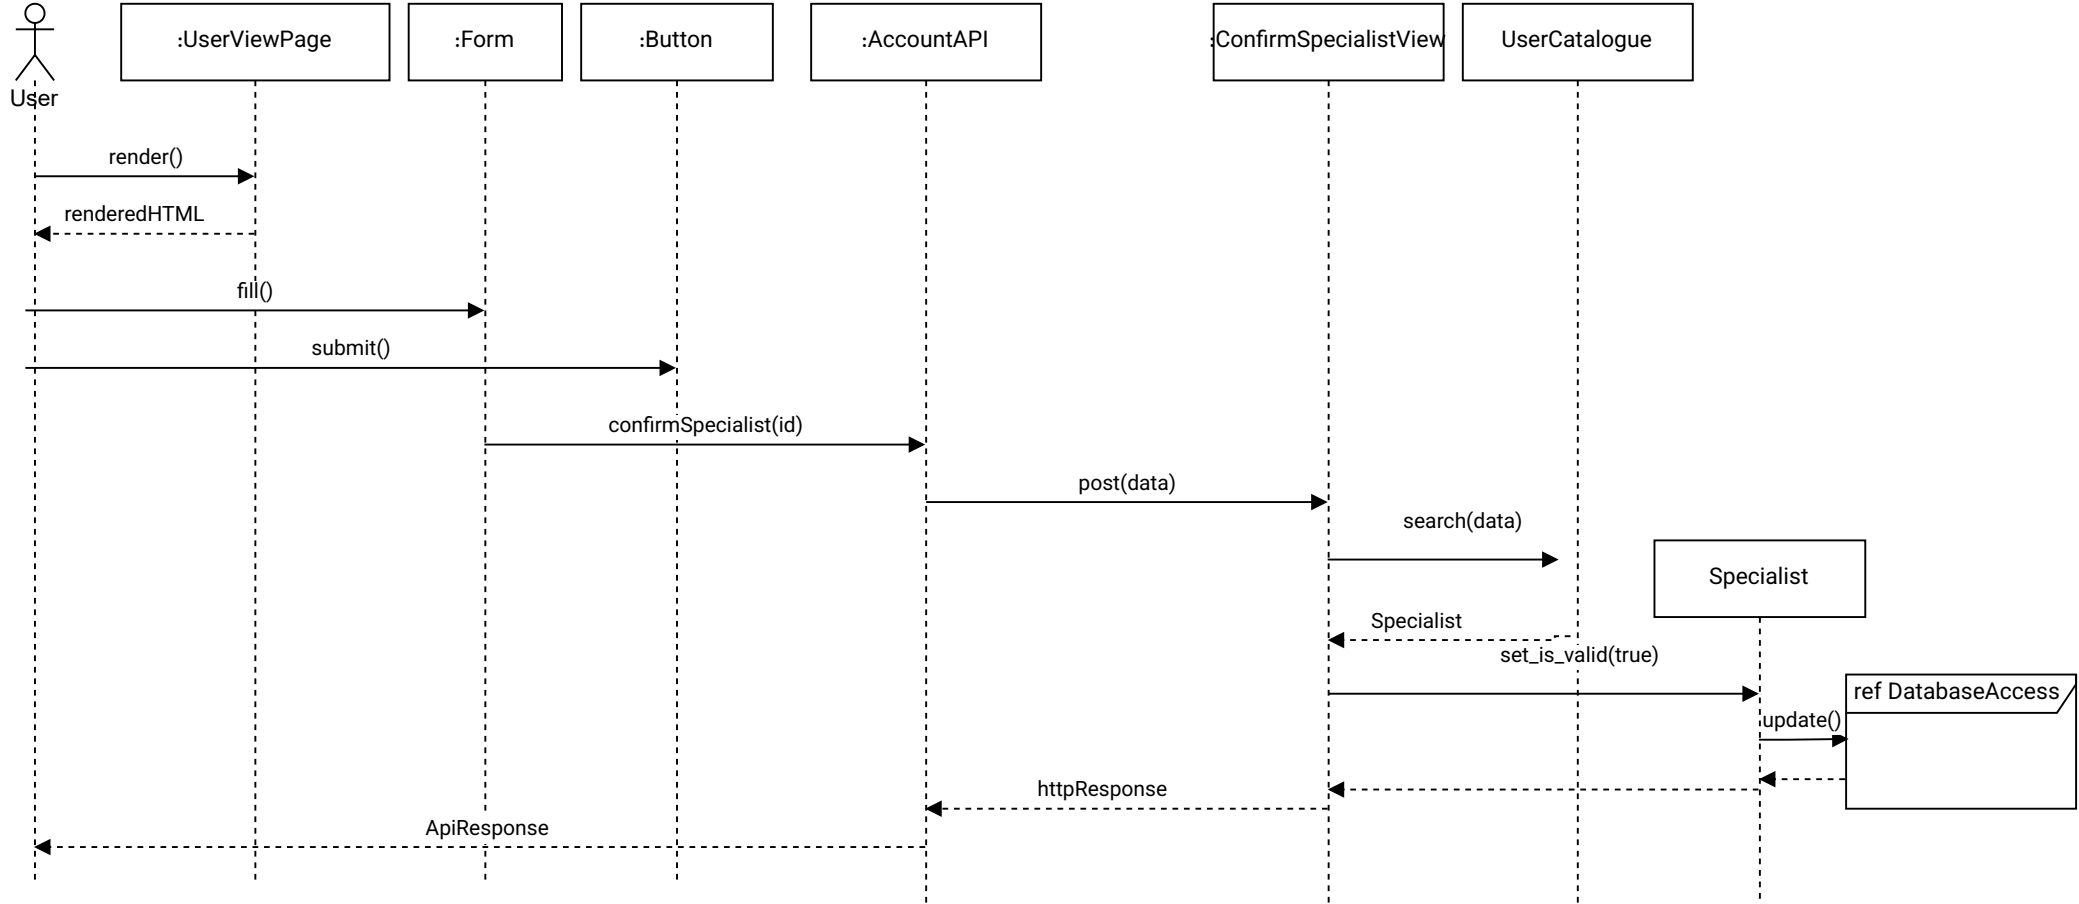 :UserViewPage
:Form
:Button
:AccountAPI
:ConfirmSpecialistView
UserCatalogue
User
render()
renderedHTML
fill()
submit()
confirmSpecialist(id)
post(data)
search(data)
Specialist
Specialist
set_is_valid(true)
ref DatabaseAccess
update()
httpResponse
ApiResponse